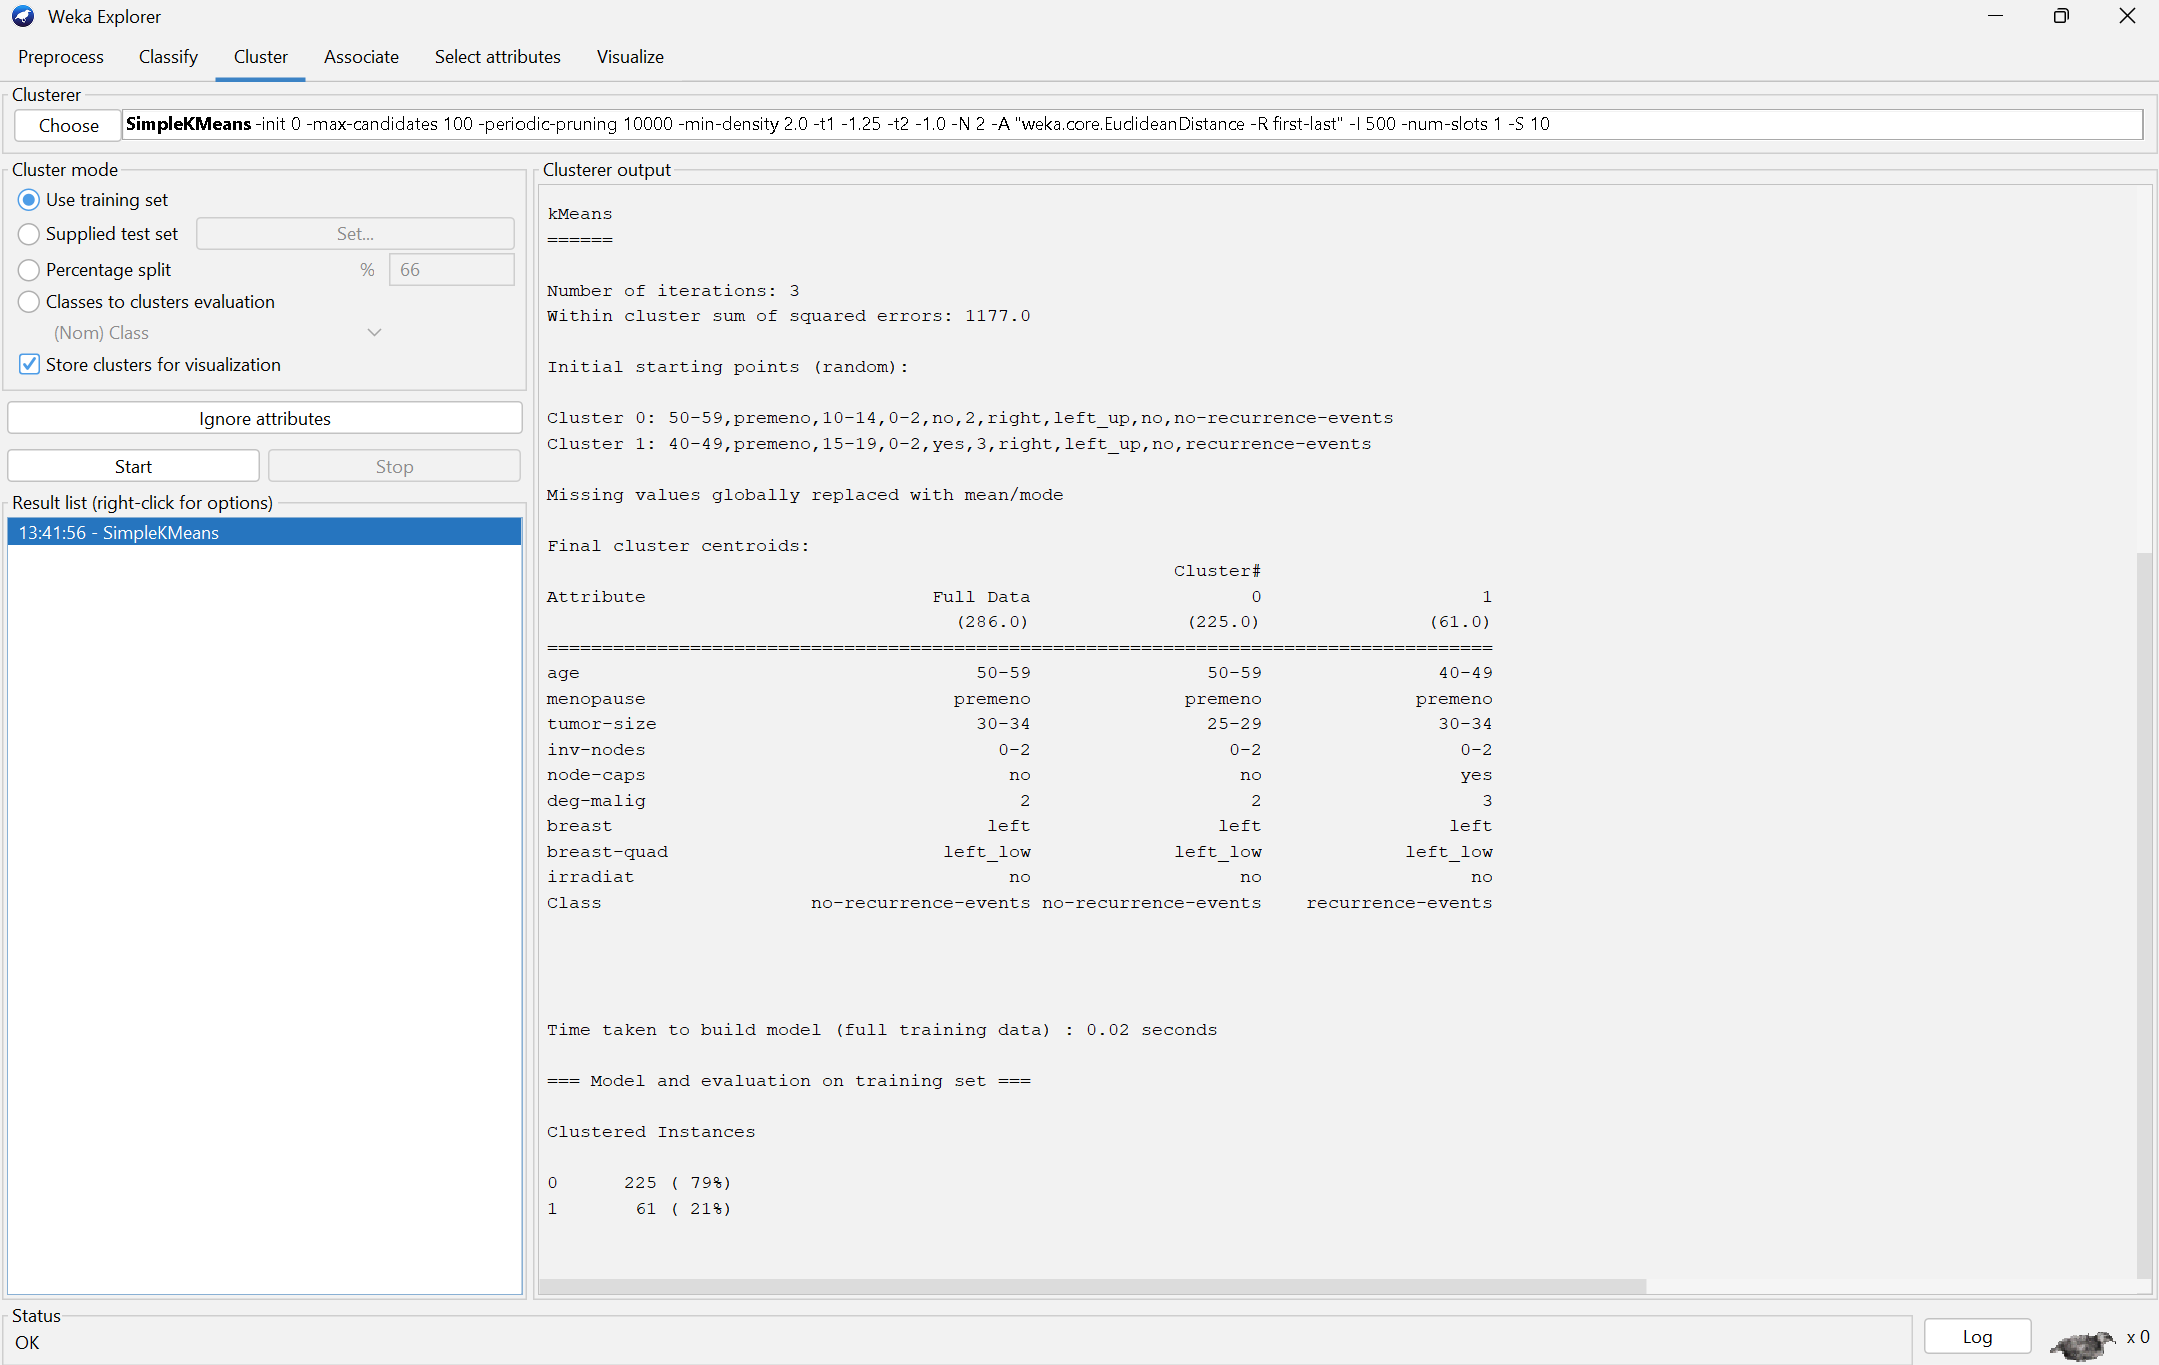 Weka Explorer
Preprocess Classify Cluster Associate Select attributes Visualize
Clusterer
Choose SimpleKMeans -init 0 -max-candidates 100 -periodic-pruning 10000 -min-density 2.0 -t1 -1.25 -t2 -1.0 -N 2 -A "weka.core.EuclideanDistance -R first-last" -I 500 -num-slots 1 -S 10
Cluster mode
Use training set
Supplied test set Set...
Percentage split % 66
Classes to clusters evaluation
(Nom) Class
Store clusters for visualization
Ignore attributes
Start Stop
Result list (right-click for options)
13:41:56 - SimpleKMeans
Clusterer output
kMeans
======
Number of iterations: 3
Within cluster sum of squared errors: 1177.0
Initial starting points (random):
Cluster 0: 50-59,premeno,10-14,0-2,no,2,right,left_up,no,no-recurrence-events
Cluster 1: 40-49,premeno,15-19,0-2,yes,3,right,left_up,no,recurrence-events
Missing values globally replaced with mean/mode
Final cluster centroids:
Cluster#
Attribute Full Data 0 1
(286.0) (225.0) (61.0)
======================================================================================
age 50-59 50-59 40-49
menopause premeno premeno premeno
tumor-size 30-34 25-29 30-34
inv-nodes 0-2 0-2 0-2
node-caps no no yes
deg-malig 2 2 3
breast left left left
breast-quad left_low left_low left_low
irradiat no no no
Class no-recurrence-events no-recurrence-events recurrence-events
Time taken to build model (full training data) : 0.02 seconds
=== Model and evaluation on training set ===
Clustered Instances
0 225 ( 79%)
1 61 ( 21%)
Status
OK
Log x 0